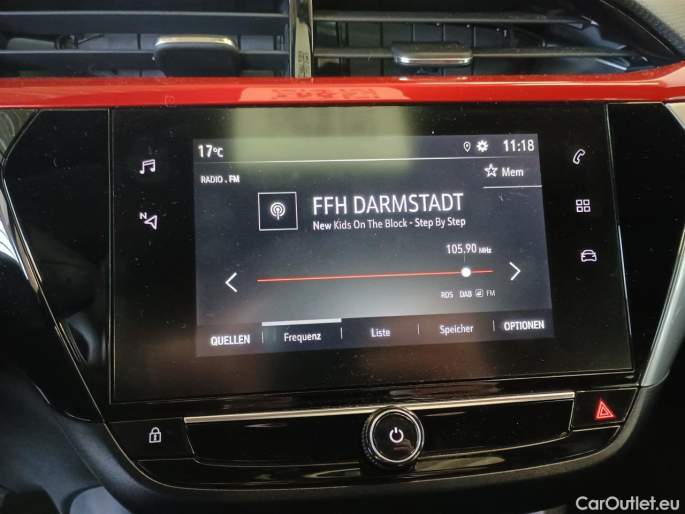 17°C
11:18
RADIO . FM
Mem
FFH DARMSTADT
New Kids On The Block - Step By Step
105.90 MHz
RDS DAB FM
QUELLEN Frequenz Liste Speicher OPTIONEN
N
CarOutlet.eu